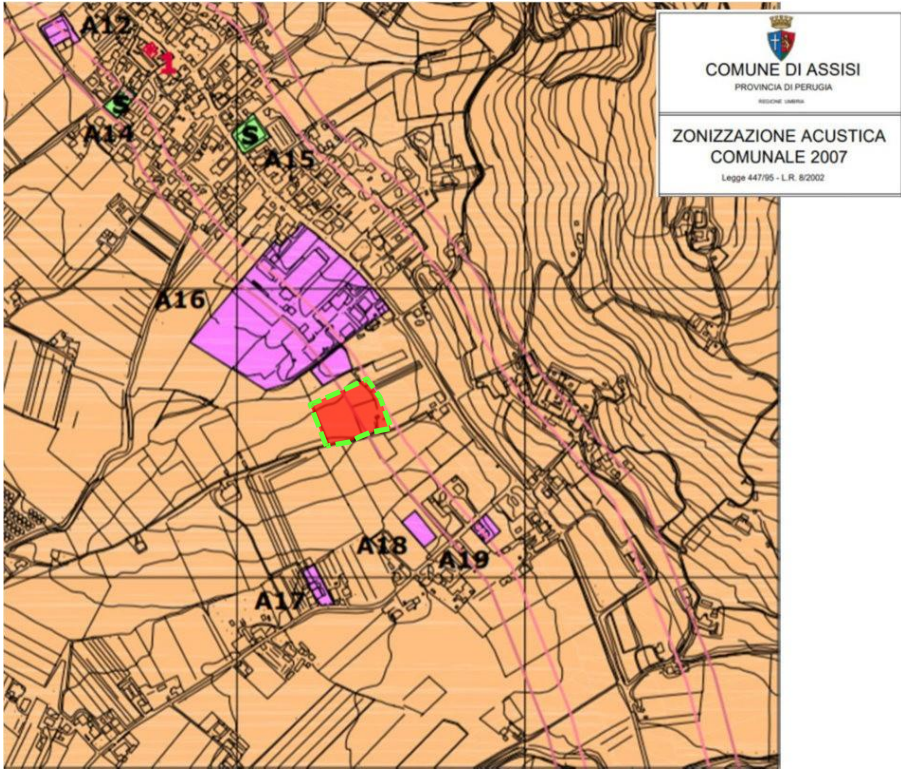 A12
1
S
A14
S
A15
A16
A18
A19
A17
COMUNE DI ASSISI
PROVINCIA DI PERUGIA
REGIONE UMBRIA
ZONIZZAZIONE ACUSTICA
COMUNALE 2007
Legge 447/95 - L.R. 8/2002